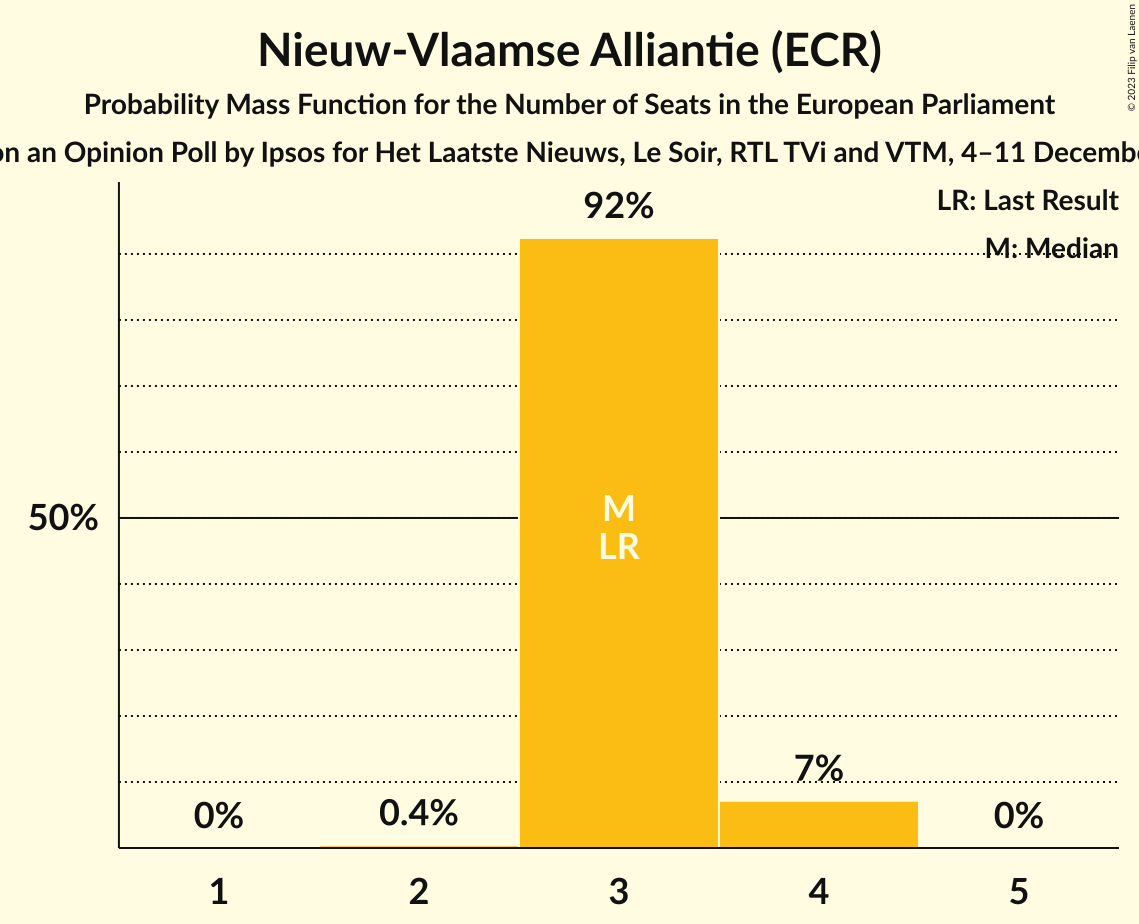 Nieuw-Vlaamse Alliantie (ECR)
Probability Mass Function for the Number of Seats in the European Parliament
on an Opinion Poll by Ipsos for Het Laatste Nieuws, Le Soir, RTL TVi and VTM, 4–11
© 2023 Filip van Laenen
LR: Last Result
M: Median
92%
50%
M
LR
7%
0%
0.4%
0%
1
2
3
4
5